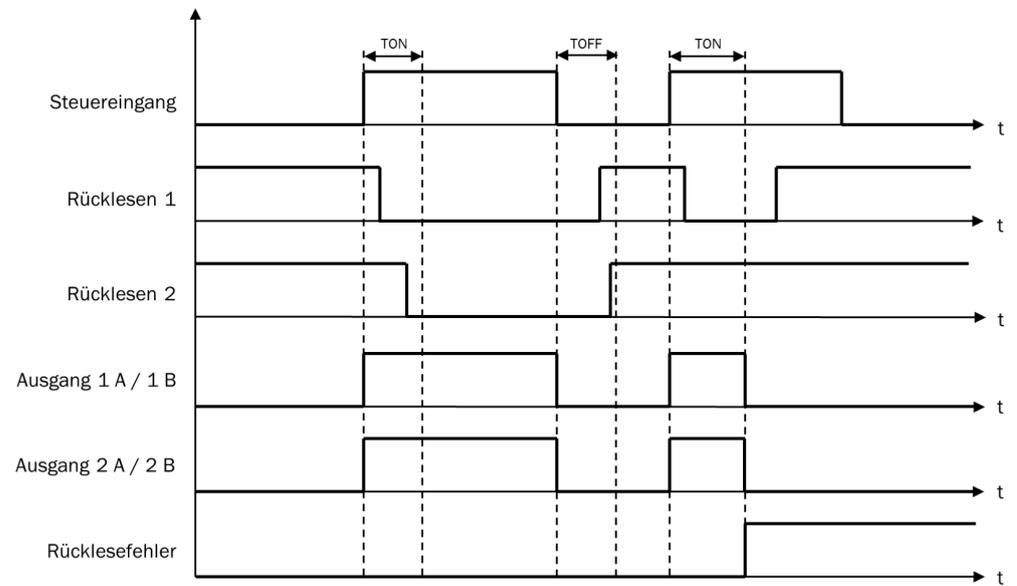 TON
TOFF
TON
Steuereingang
t
Rücklesen 1
t
Rücklesen 2
t
Ausgang 1 A / 1 B
t
Ausgang 2 A / 2 B
t
Rücklesefehler
t